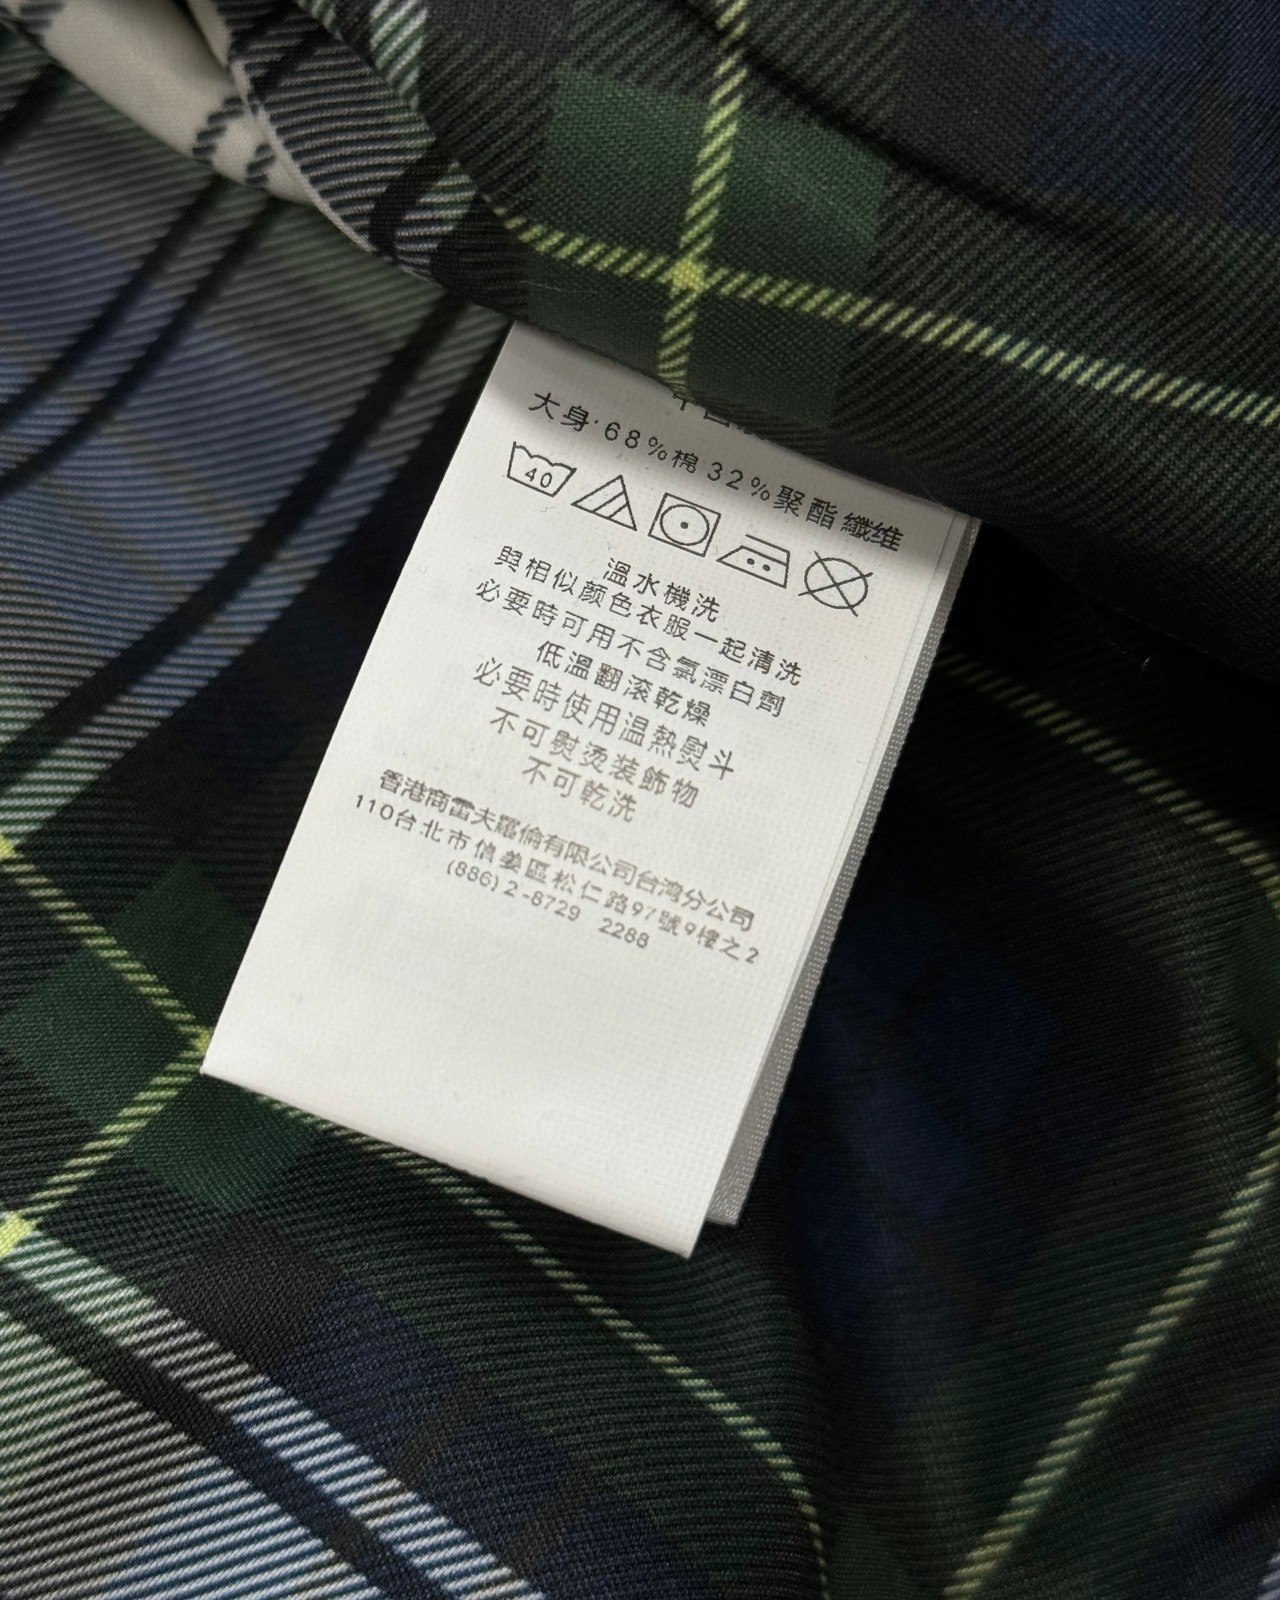 大身:68%棉 32%聚酯纖维
40
溫水機洗
與相似颜色衣服一起清洗
必要時可用不含氯漂白劑
低溫翻滾乾燥
必要時使用溫熱熨斗
不可熨烫装飾物
不可乾洗
香港商雷夫羅倫有限公司台湾分公司
110台北市信義區松仁路97號9樓之2
(886) 2 -8729 2288